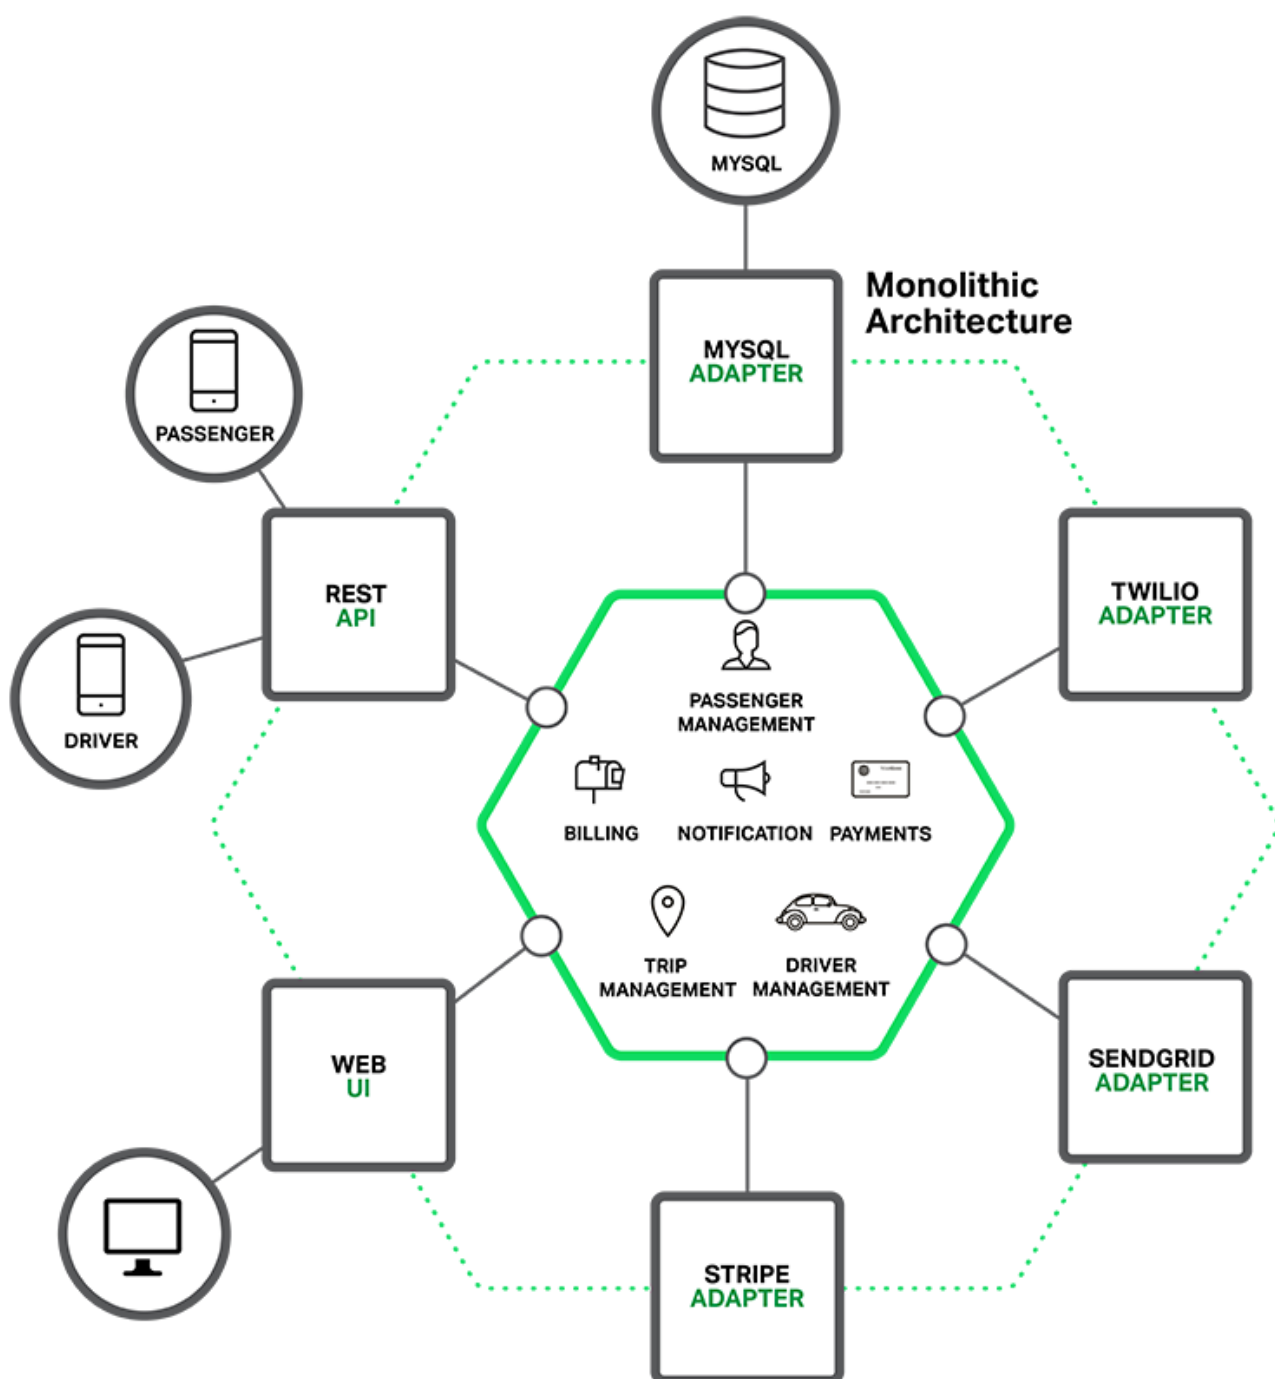 MYSQL
Monolithic
Architecture
MYSQL
ADAPTER
PASSENGER
REST
API
TWILIO
ADAPTER
DRIVER
PASSENGER
MANAGEMENT
BILLING
NOTIFICATION
PAYMENTS
TRIP
MANAGEMENT
DRIVER
MANAGEMENT
WEB
UI
SENDGRID
ADAPTER
STRIPE
ADAPTER